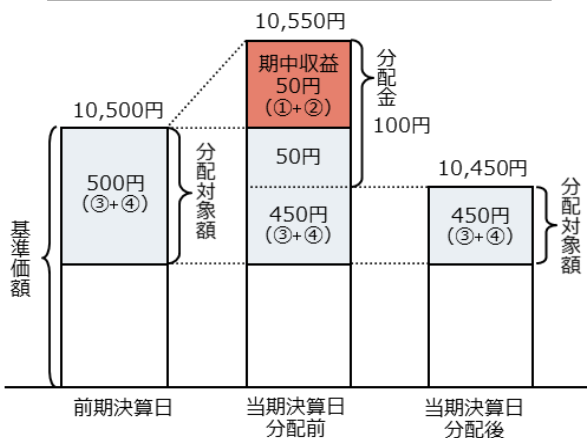 10,550円
期中収益
50円
(①+②)
分配金
100円
10,500円
500円
(③+④)
分配対象額
50円
450円
(③+④)
10,450円
450円
(③+④)
分配対象額
基準価額
前期決算日
当期決算日
分配前
当期決算日
分配後